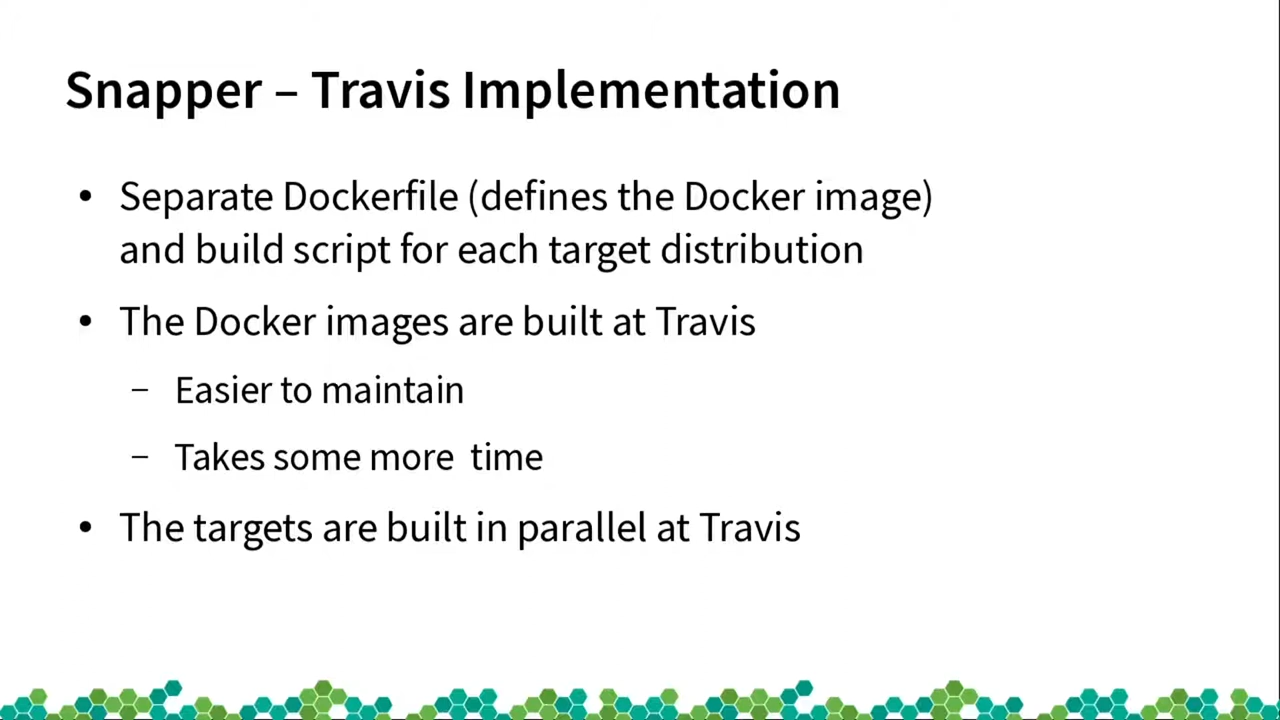 Snapper – Travis Implementation
• Separate Dockerfile (defines the Docker image)
and build script for each target distribution
• The Docker images are built at Travis
– Easier to maintain
– Takes some more  time
• The targets are built in parallel at Travis